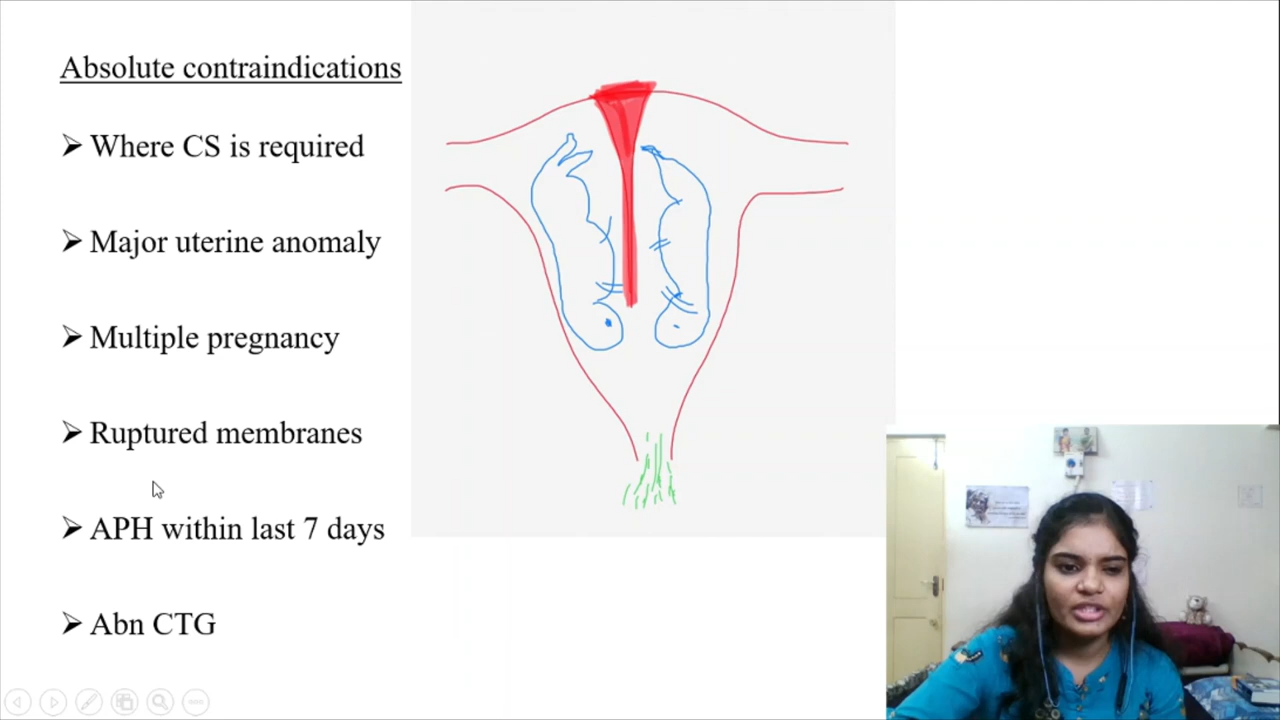 Absolute contraindications
➢ Where CS is required
➢ Major uterine anomaly
➢ Multiple pregnancy
➢ Ruptured membranes
➢ APH within last 7 days
➢ Abn CTG